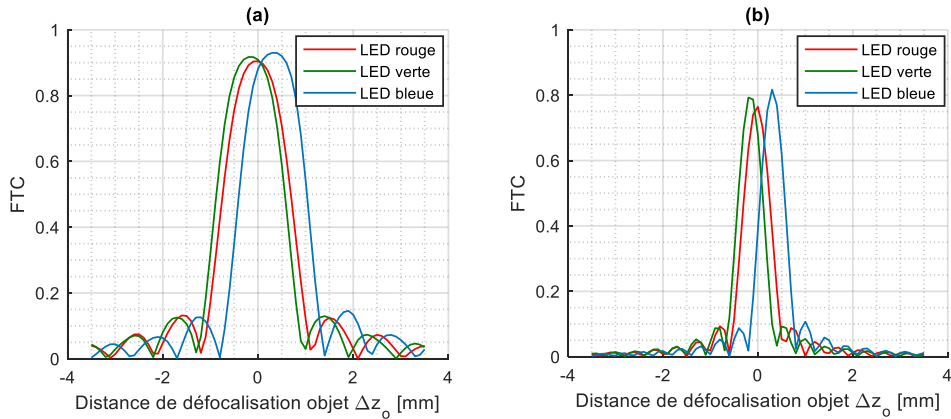 (a)
FTC
1
0.8
0.6
0.4
0.2
0
-4
-2
0
2
4
LED rouge
LED verte
LED bleue
Distance de défocalisation objet Δz_o [mm]
(b)
FTC
1
0.8
0.6
0.4
0.2
0
-4
-2
0
2
4
LED rouge
LED verte
LED bleue
Distance de défocalisation objet Δz_o [mm]